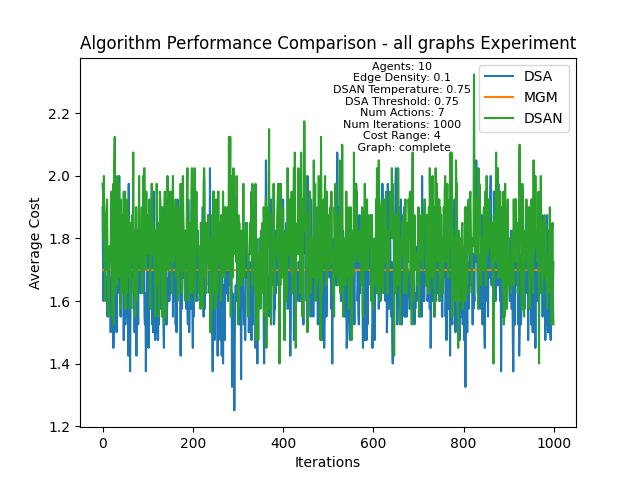 Algorithm Performance Comparison - all graphs Experiment
Agents: 10
Edge Density: 0.1
DSAN Temperature: 0.75
DSA Threshold: 0.75
Num Actions: 7
Num Iterations: 1000
Cost Range: 4
Graph: complete
DSA
MGM
DSAN
Average Cost
2.2
2.0
1.8
1.6
1.4
1.2
0
200
400
600
800
1000
Iterations